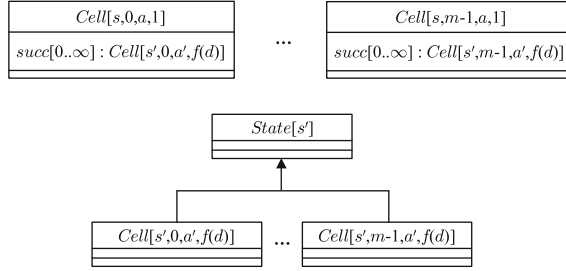 Cell[s,0,a,1] Cell[s,m-1,a,1]
succ[0..∞] : Cell[s′,0,a′,f(d)] ... succ[0..∞] : Cell[s′,m-1,a′,f(d)]
State[s′]
Cell[s′,0,a′,f(d)] ... Cell[s′,m-1,a′,f(d)]